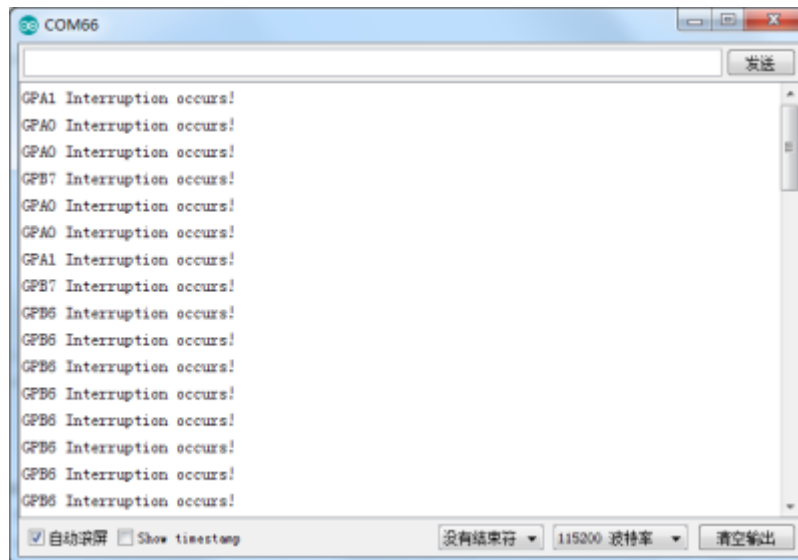 COM66
发送
GPA1 Interruption occurs!
GPA0 Interruption occurs!
GPA0 Interruption occurs!
GPB7 Interruption occurs!
GPA0 Interruption occurs!
GPA0 Interruption occurs!
GPA1 Interruption occurs!
GPB7 Interruption occurs!
GPB6 Interruption occurs!
GPB6 Interruption occurs!
GPB6 Interruption occurs!
GPB6 Interruption occurs!
GPB6 Interruption occurs!
GPB6 Interruption occurs!
GPB6 Interruption occurs!
GPB6 Interruption occurs!
自动滚屏 Show timestamp 没有结束符 115200 波特率 清空输出